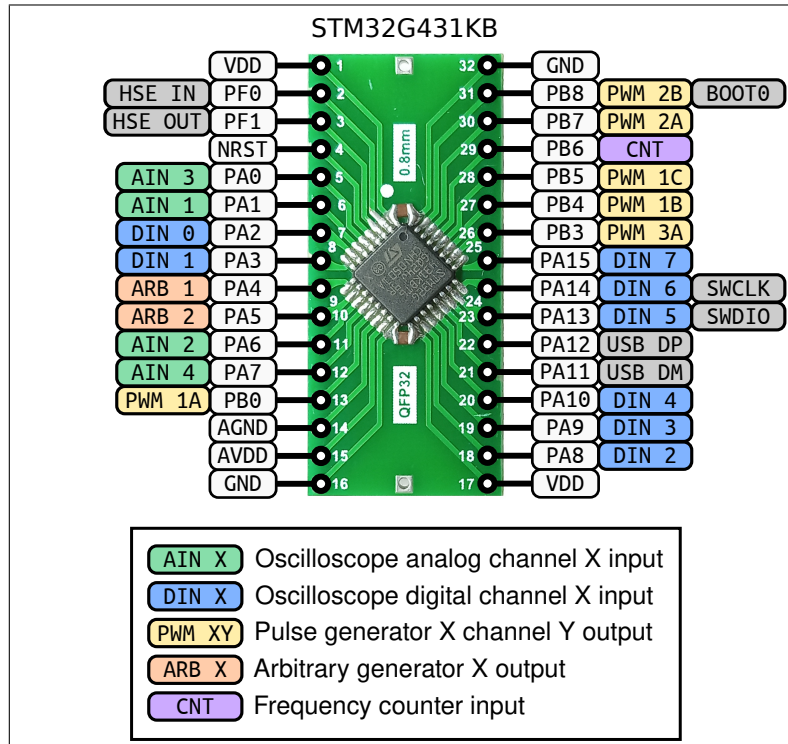 STM32G431KB
VDD 1 32 GND
HSE IN PF0 2 31 PB8 PWM 2B BOOT0
HSE OUT PF1 3 30 PB7 PWM 2A
NRST 4 29 PB6 CNT
AIN 3 PA0 5 28 PB5 PWM 1C
AIN 1 PA1 6 27 PB4 PWM 1B
DIN 0 PA2 7 26 PB3 PWM 3A
DIN 1 PA3 8 25 PA15 DIN 7
ARB 1 PA4 9 24 PA14 DIN 6 SWCLK
ARB 2 PA5 10 23 PA13 DIN 5 SWDIO
AIN 2 PA6 11 22 PA12 USB DP
AIN 4 PA7 12 21 PA11 USB DM
PWM 1A PB0 13 20 PA10 DIN 4
AGND 14 19 PA9 DIN 3
AVDD 15 18 PA8 DIN 2
GND 16 17 VDD
0.8mm
QFP32
AIN X Oscilloscope analog channel X input
DIN X Oscilloscope digital channel X input
PWM XY Pulse generator X channel Y output
ARB X Arbitrary generator X output
CNT Frequency counter input